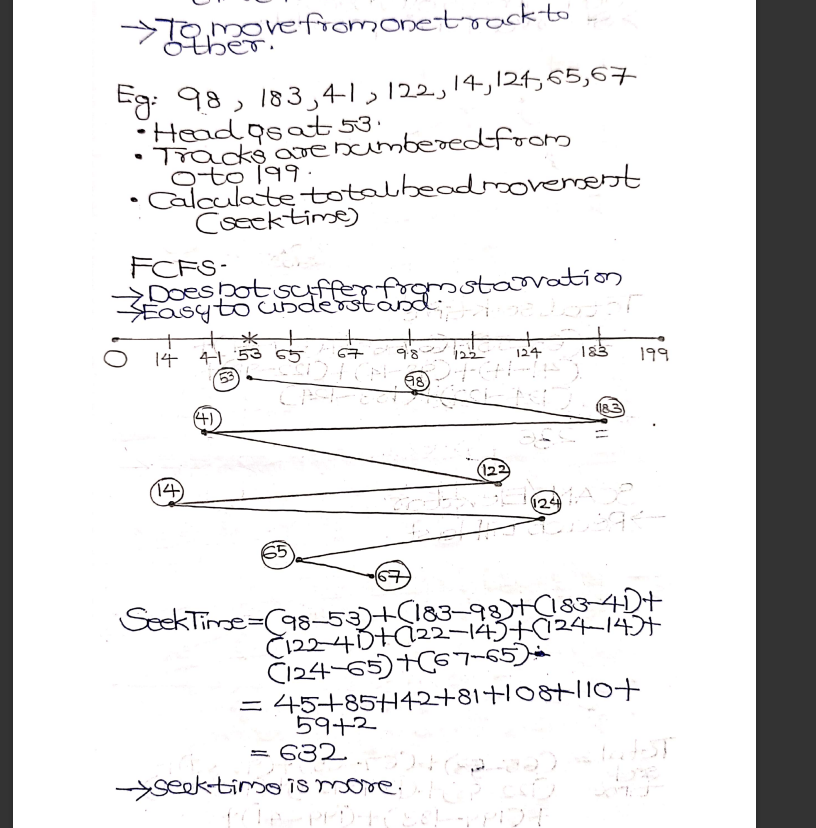 → To move from one track to
other.
Eg: 98, 183, 41, 122, 14, 124, 65, 67
• Head is at 53.
• Tracks are numbered from
0 to 199.
• Calculate total head movement
(seek time)
FCFS-
→ Does not suffer from starvation
→ Easy to understand.
0 14 41 53 65 67 98 122 124 183 199
53 98
183
41
122
14
124
65
67
Seek Time = (98-53)+(183-98)+(183-41)+
(122-41)+(122-14)+(124-14)+
(124-65)+(67-65)
= 45+85+142+81+108+110+
59+2
= 632
→ seek time is more.